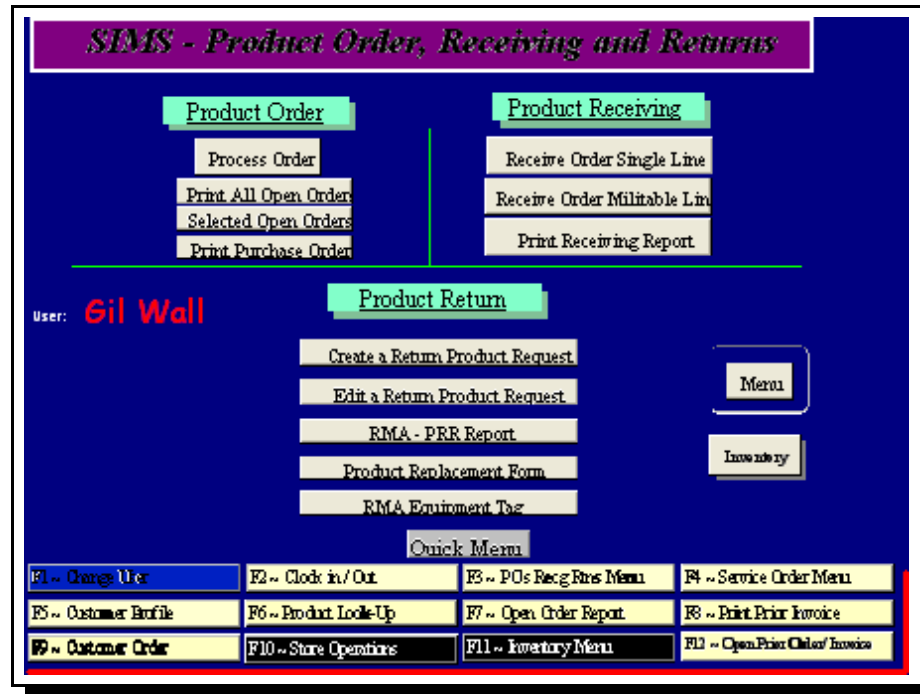 SIMS - Product Order, Receiving and Returns
Product Order
Product Receiving
Process Order
Receive Order Single Line
Print All Open Orders
Receive Order Militable Lin
Selected Open Orders
Print Purchase Order
Print Receiving Report
User: Gil Wall
Product Return
Create a Return Product Request
Edit a Return Product Request
Menu
RMA - PRR Report
Inventory
Product Replacement Form
RMA Equipment Tag
Quick Menu
F1 ~ Change User
F2 ~ Clock in / Out
F3 ~ POs Recg Rtns Menu
F4 ~ Service Order Menu
F5 ~ Customer Profile
F6 ~ Product Look-Up
F7 ~ Open Order Report
F8 ~ Print Prior Invoice
F9 ~ Customer Order
F10 ~ Store Operations
F11 ~ Inventory Menu
F12 ~ Open Prior Order/ Invoice